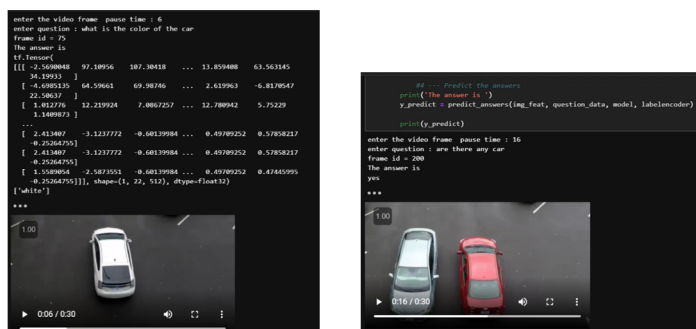 enter the video frame pause time : 6
enter question : what is the color of the car
frame id = 75
The answer is
tf.Tensor(
[[[ -2.5690048 97.10956 107.30418 ... 13.859408 63.563145
34.19933 ]
[ -4.6985135 64.59661 69.98746 ... 2.619963 -6.8170547
22.50637 ]
[ 1.012776 12.219924 7.0867257 ... 12.780942 5.75229
1.1409873 ]
...
[ 2.413407 -3.1237772 -0.60139984 ... 0.49709252 0.57858217
-0.25264755]
[ 2.413407 -3.1237772 -0.60139984 ... 0.49709252 0.57858217
-0.25264755]
[ 1.5589054 -2.5873551 -0.60139984 ... 0.49709252 0.47445995
-0.25264755]]], shape=(1, 22, 512), dtype=float32)
['white']
1.00
0:06 / 0:30
## --- Predict the answers
print('The answer is ')
y_predict = predict_answers(img_feat, question_data, model, labelencoder)
print(y_predict)
enter the video frame pause time : 16
enter question : are there any car
frame id = 200
The answer is
yes
1.00
0:16 / 0:30